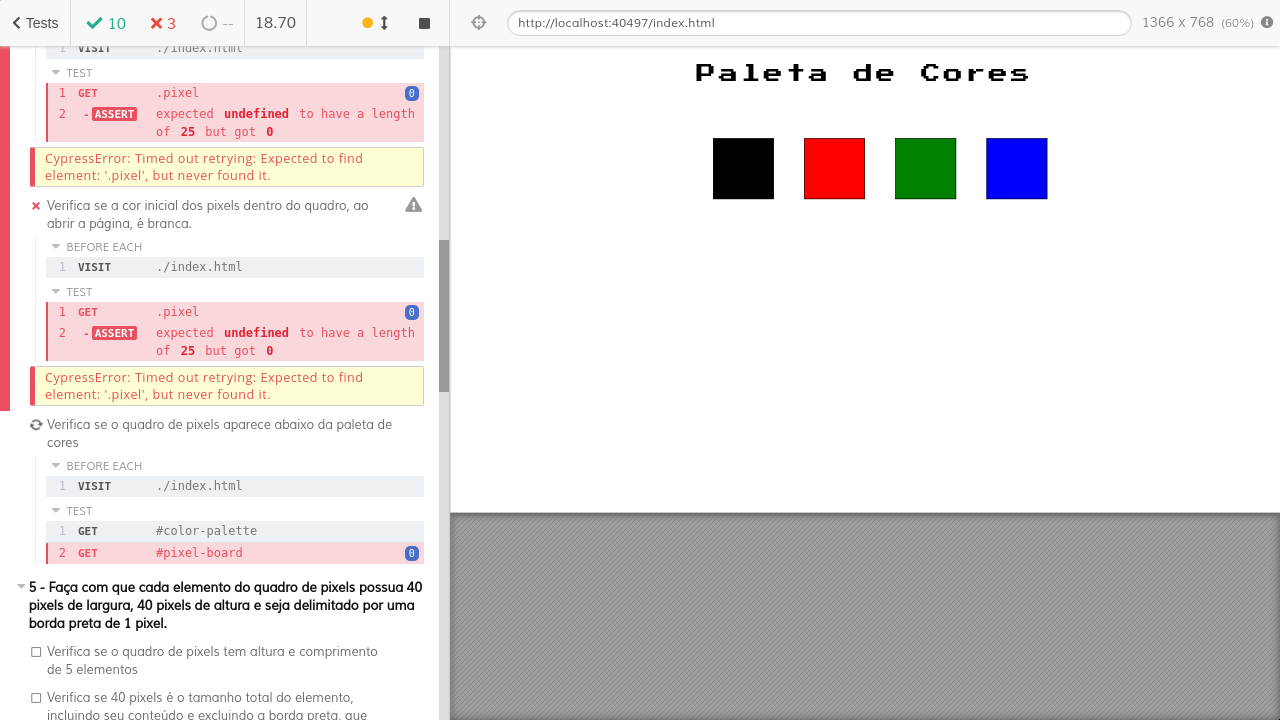 Tests 10 3 -- 18.70 http://localhost:40497/index.html 1366 x 768 (60%)
1 VISIT ./index.html
TEST
1 GET .pixel 0
2 -ASSERT expected undefined to have a length
of 25 but got 0
CypressError: Timed out retrying: Expected to find
element: '.pixel', but never found it.
Verifica se a cor inicial dos pixels dentro do quadro, ao
abrir a página, é branca.
BEFORE EACH
1 VISIT ./index.html
TEST
1 GET .pixel 0
2 -ASSERT expected undefined to have a length
of 25 but got 0
CypressError: Timed out retrying: Expected to find
element: '.pixel', but never found it.
Verifica se o quadro de pixels aparece abaixo da paleta de
cores
BEFORE EACH
1 VISIT ./index.html
TEST
1 GET #color-palette
2 GET #pixel-board 0
5 - Faça com que cada elemento do quadro de pixels possua 40
pixels de largura, 40 pixels de altura e seja delimitado por uma
borda preta de 1 pixel.
Verifica se o quadro de pixels tem altura e comprimento
de 5 elementos
Verifica se 40 pixels é o tamanho total do elemento,
incluindo seu conteúdo e excluindo a borda preta, que
Paleta de Cores